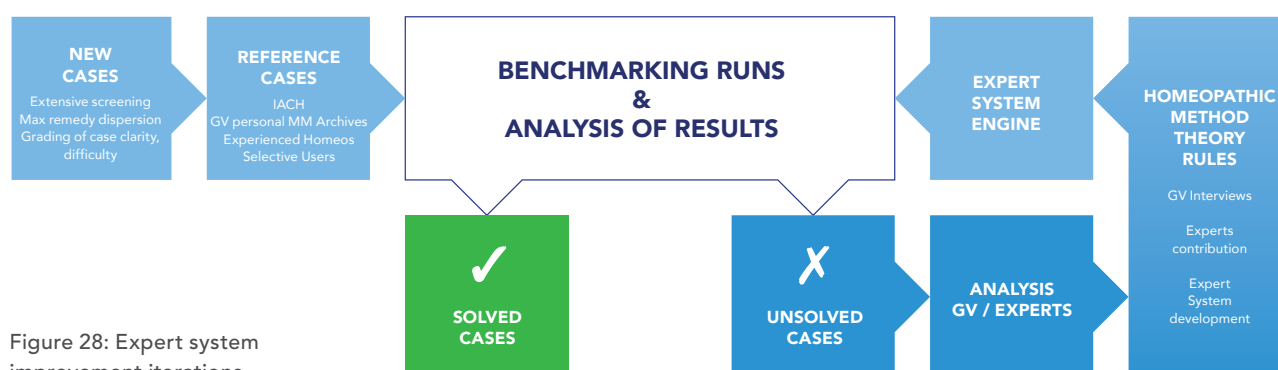 NEW
CASES
Extensive screening
Max remedy dispersion
Grading of case clarity,
difficulty
REFERENCE
CASES
IACH
GV personal MM Archives
Experienced Homeos
Selective Users
BENCHMARKING RUNS
&
ANALYSIS OF RESULTS
EXPERT
SYSTEM
ENGINE
HOMEOPATHIC
METHOD
THEORY
RULES
GV Interviews
Experts
contribution
Expert
System
development
✓
SOLVED
CASES
✗
UNSOLVED
CASES
ANALYSIS
GV / EXPERTS
Figure 28: Expert system
improvement iterations